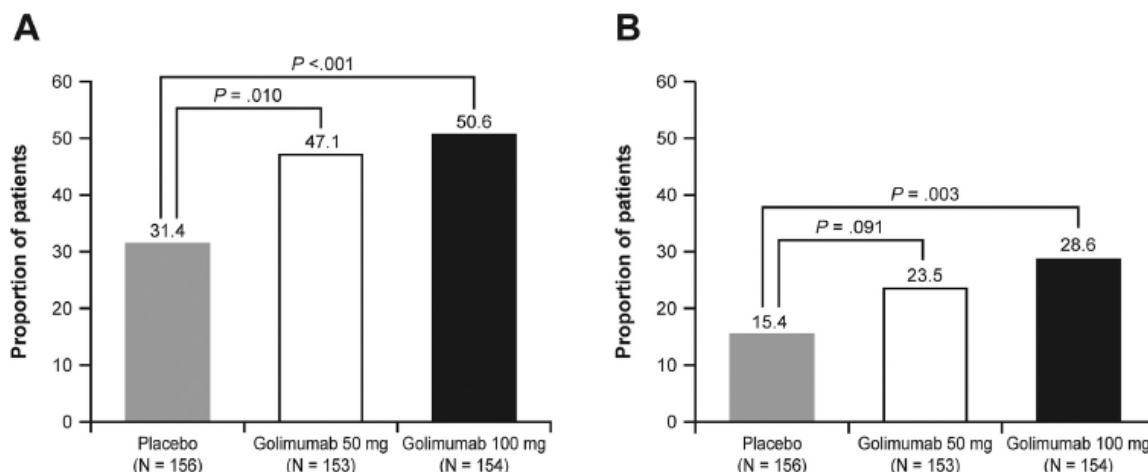 A
Proportion of patients
60
50
40
30
20
10
0
P <.001
P = .010
31.4
47.1
50.6
Placebo
(N = 156)
Golimumab 50 mg
(N = 153)
Golimumab 100 mg
(N = 154)
B
Proportion of patients
60
50
40
30
20
10
0
P = .003
P = .091
15.4
23.5
28.6
Placebo
(N = 156)
Golimumab 50 mg
(N = 153)
Golimumab 100 mg
(N = 154)